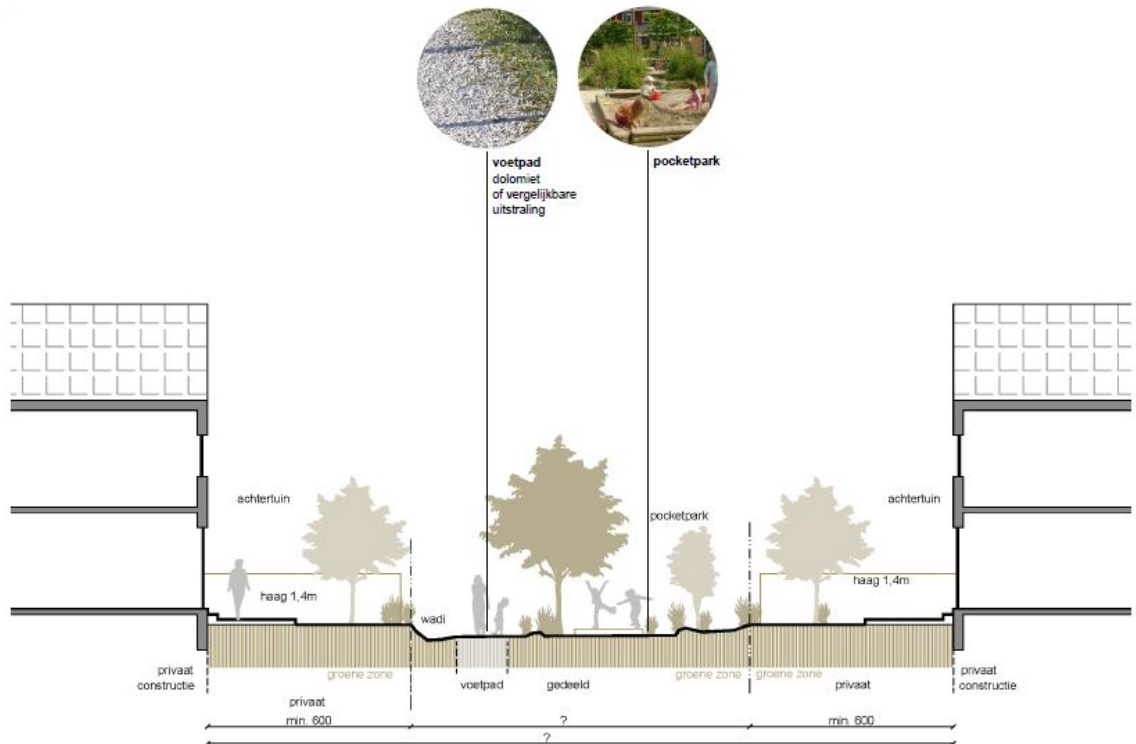 voetpad
dolomiet
of vergelijkbare
uitstraling
pocketpark
achtertuin
pocketpark
achtertuin
haag 1,4m
haag 1,4m
wadi
privaat
constructie
groene zone
voetpad
gedeeld
groene zone
groene zone
privaat
privaat
constructie
privaat
min. 600
?
min. 600
?